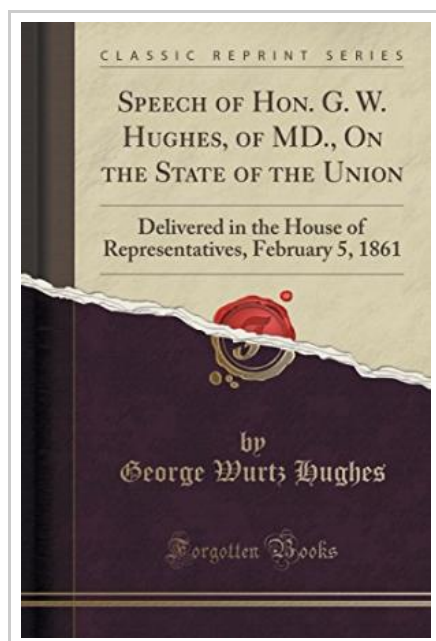 CLASSIC REPRINT SERIES
SPEECH OF HON. G. W.
HUGHES, OF MD., ON
THE STATE OF THE UNION
Delivered in the House of
Representatives, February 5, 1861
by
George Wurtz Hughes
Forgotten Books